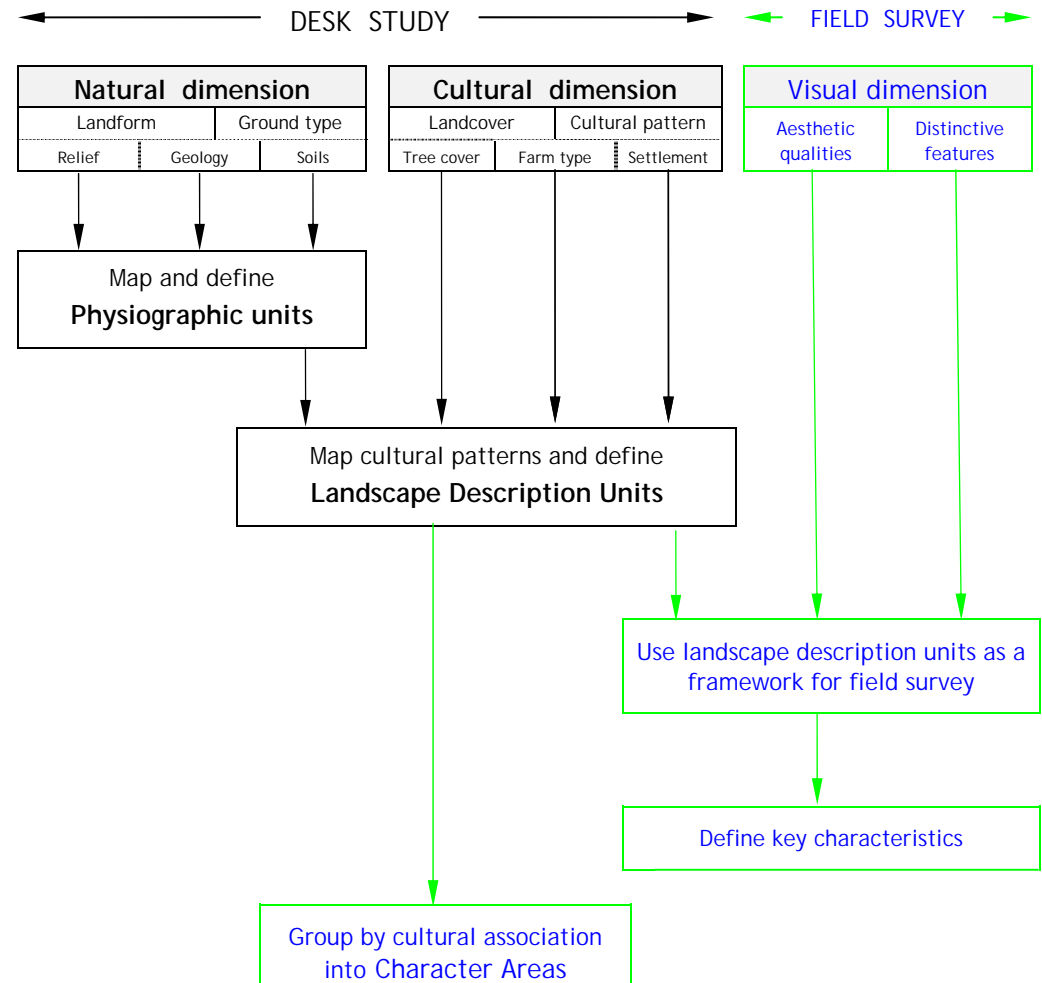 DESK STUDY
FIELD SURVEY
Natural dimension
Landform
Ground type
Relief
Geology
Soils
Cultural dimension
Landcover
Cultural pattern
Tree cover
Farm type
Settlement
Visual dimension
Aesthetic
qualities
Distinctive
features
Map and define
Physiographic units
Map cultural patterns and define
Landscape Description Units
Use landscape description units as a
framework for field survey
Define key characteristics
Group by cultural association
into Character Areas